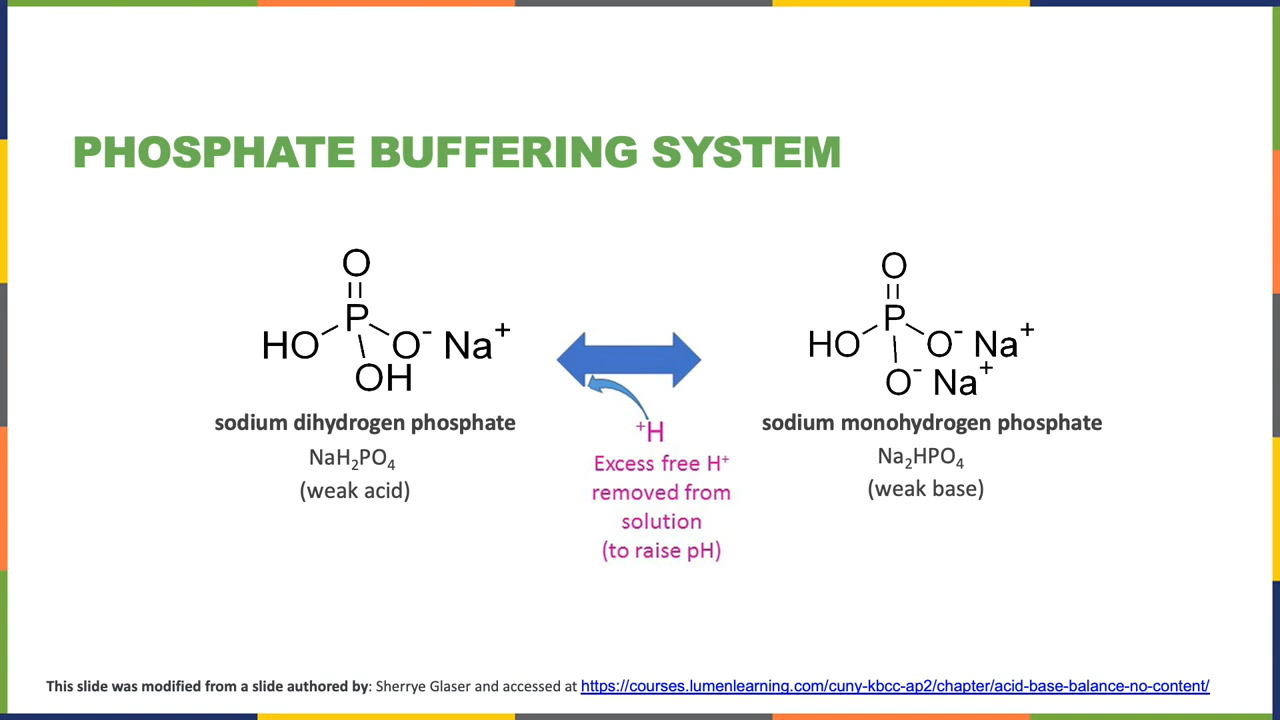 PHOSPHATE BUFFERING SYSTEM
O
P
HO
O⁻ Na⁺
OH
sodium dihydrogen phosphate
NaH₂PO₄
(weak acid)
⁺H
Excess free H⁺
removed from
solution
(to raise pH)
O
P
HO
O⁻ Na⁺
O⁻ Na⁺
sodium monohydrogen phosphate
Na₂HPO₄
(weak base)
This slide was modified from a slide authored by: Sherrye Glaser and accessed at https://courses.lumenlearning.com/cuny-kbcc-ap2/chapter/acid-base-balance-no-content/